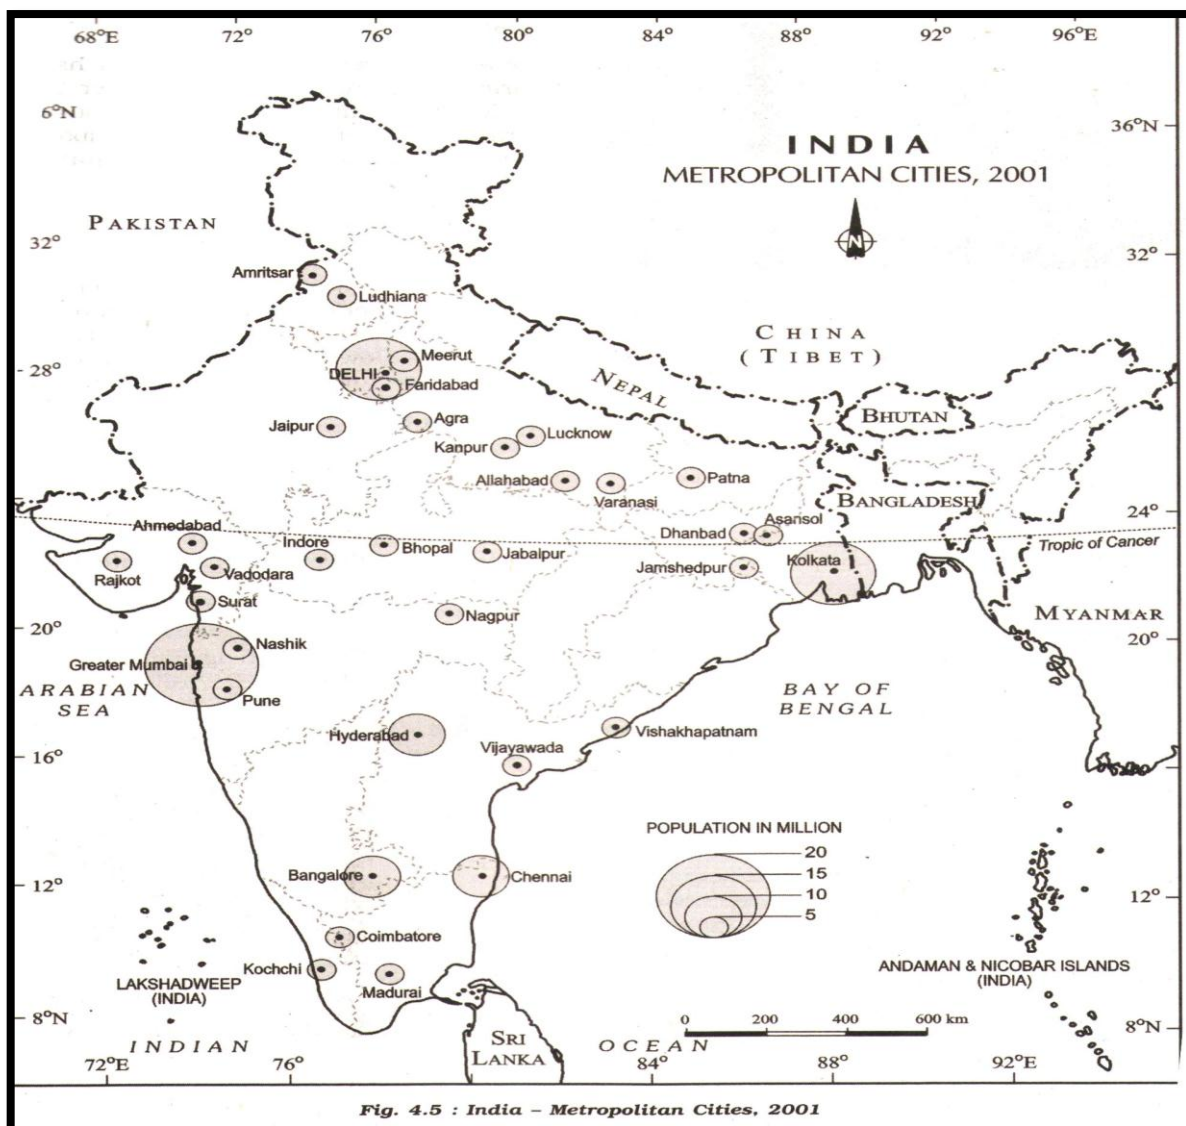 68°E 72° 76° 80° 84° 88° 92° 96°E
6°N
36°N
INDIA
METROPOLITAN CITIES, 2001
N
PAKISTAN
32°
32°
Amritsar
Ludhiana
CHINA
(TIBET)
Meerut
DELHI
Faridabad
28°
28°
NEPAL
BHUTAN
Jaipur
Agra
Lucknow
Kanpur
Allahabad
Varanasi
Patna
BANGLADESH
24°
24°
Ahmedabad
Indore
Bhopal
Jabalpur
Dhanbad
Asansol
Tropic of Cancer
Rajkot
Vadodara
Jamshedpur
Kolkata
Surat
Nagpur
MYANMAR
20°
20°
Nashik
Greater Mumbai
Pune
ARABIAN
SEA
BAY OF
BENGAL
Hyderabad
Vishakhapatnam
Vijayawada
16°
16°
POPULATION IN MILLION
20
15
10
5
Bangalore
Chennai
12°
12°
Coimbatore
Kochchi
Madurai
LAKSHADWEEP
(INDIA)
ANDAMAN & NICOBAR ISLANDS
(INDIA)
8°N
8°N
0 200 400 600 km
INDIAN OCEAN
SRI
LANKA
72°E 76° 84° 88° 92°E
Fig. 4.5 : India – Metropolitan Cities, 2001